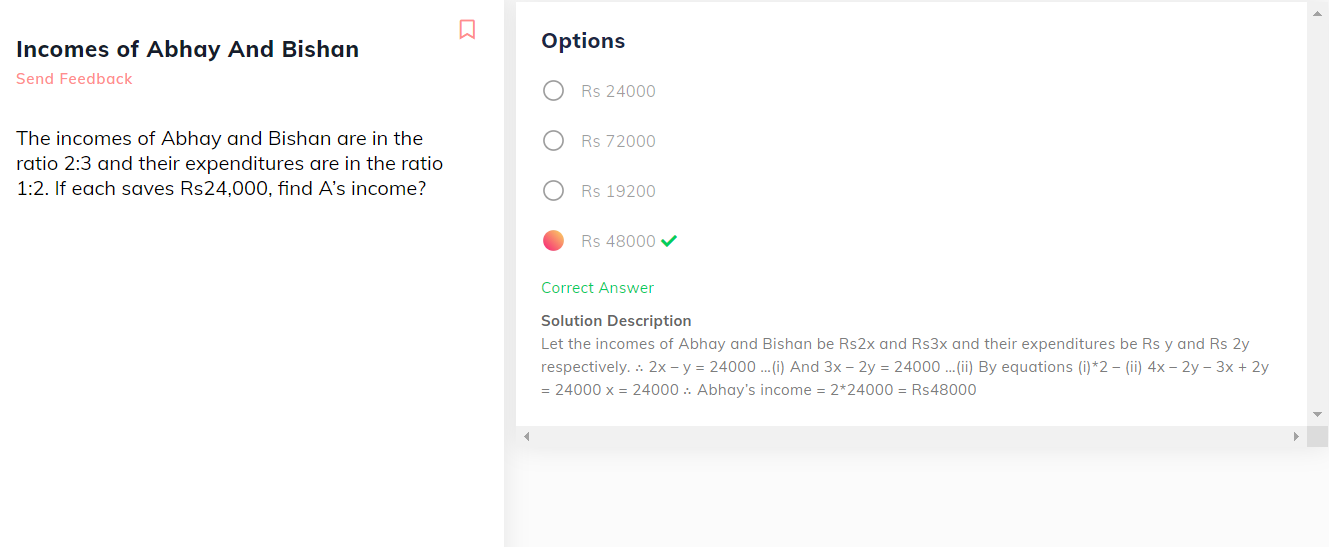 Incomes of Abhay And Bishan
Send Feedback
The incomes of Abhay and Bishan are in the
ratio 2:3 and their expenditures are in the ratio
1:2. If each saves Rs24,000, find A’s income?
Options
Rs 24000
Rs 72000
Rs 19200
Rs 48000
Correct Answer
Solution Description
Let the incomes of Abhay and Bishan be Rs2x and Rs3x and their expenditures be Rs y and Rs 2y
respectively. ∴ 2x – y = 24000 …(i) And 3x – 2y = 24000 …(ii) By equations (i)*2 – (ii) 4x – 2y – 3x + 2y
= 24000 x = 24000 ∴ Abhay’s income = 2*24000 = Rs48000